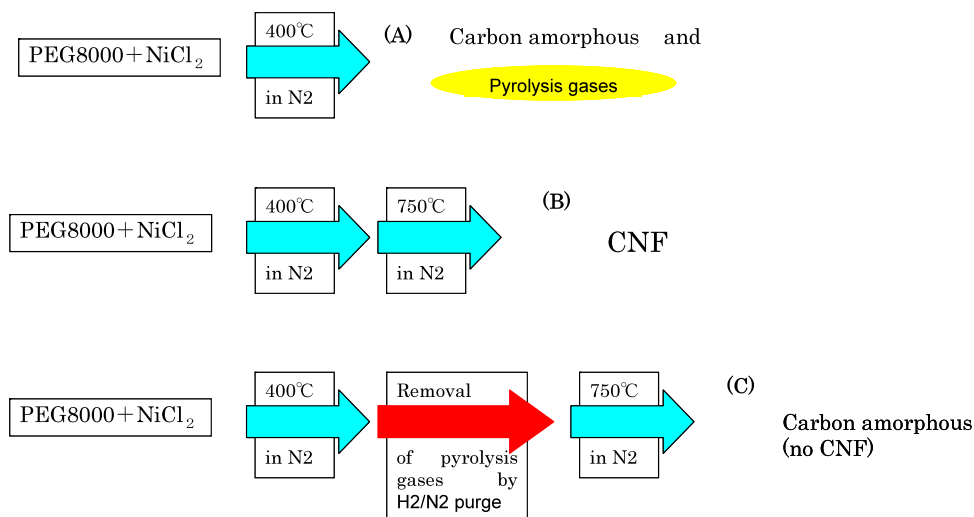 400℃ (A) Carbon amorphous and
PEG8000＋NiCl2
Pyrolysis gases
in N2
400℃ 750℃ (B)
PEG8000＋NiCl2 CNF
in N2 in N2
400℃ Removal 750℃ (C)
PEG8000＋NiCl2 Carbon amorphous
(no CNF)
in N2 of pyrolysis in N2
gases by
H2/N2 purge